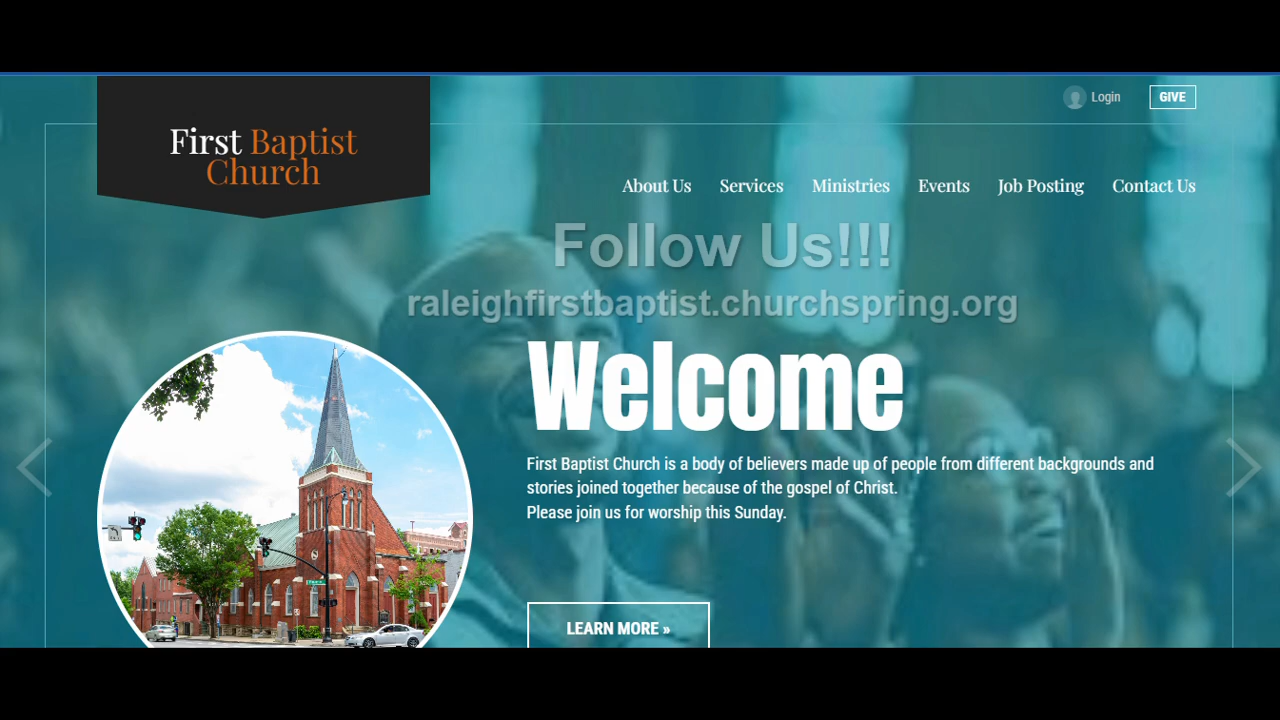 First Baptist
Church
Login
GIVE
About Us
Services
Ministries
Events
Job Posting
Contact Us
Follow Us!!!
raleighfirstbaptist.churchspring.org
Welcome
First Baptist Church is a body of believers made up of people from different backgrounds and
stories joined together because of the gospel of Christ.
Please join us for worship this Sunday.
LEARN MORE »